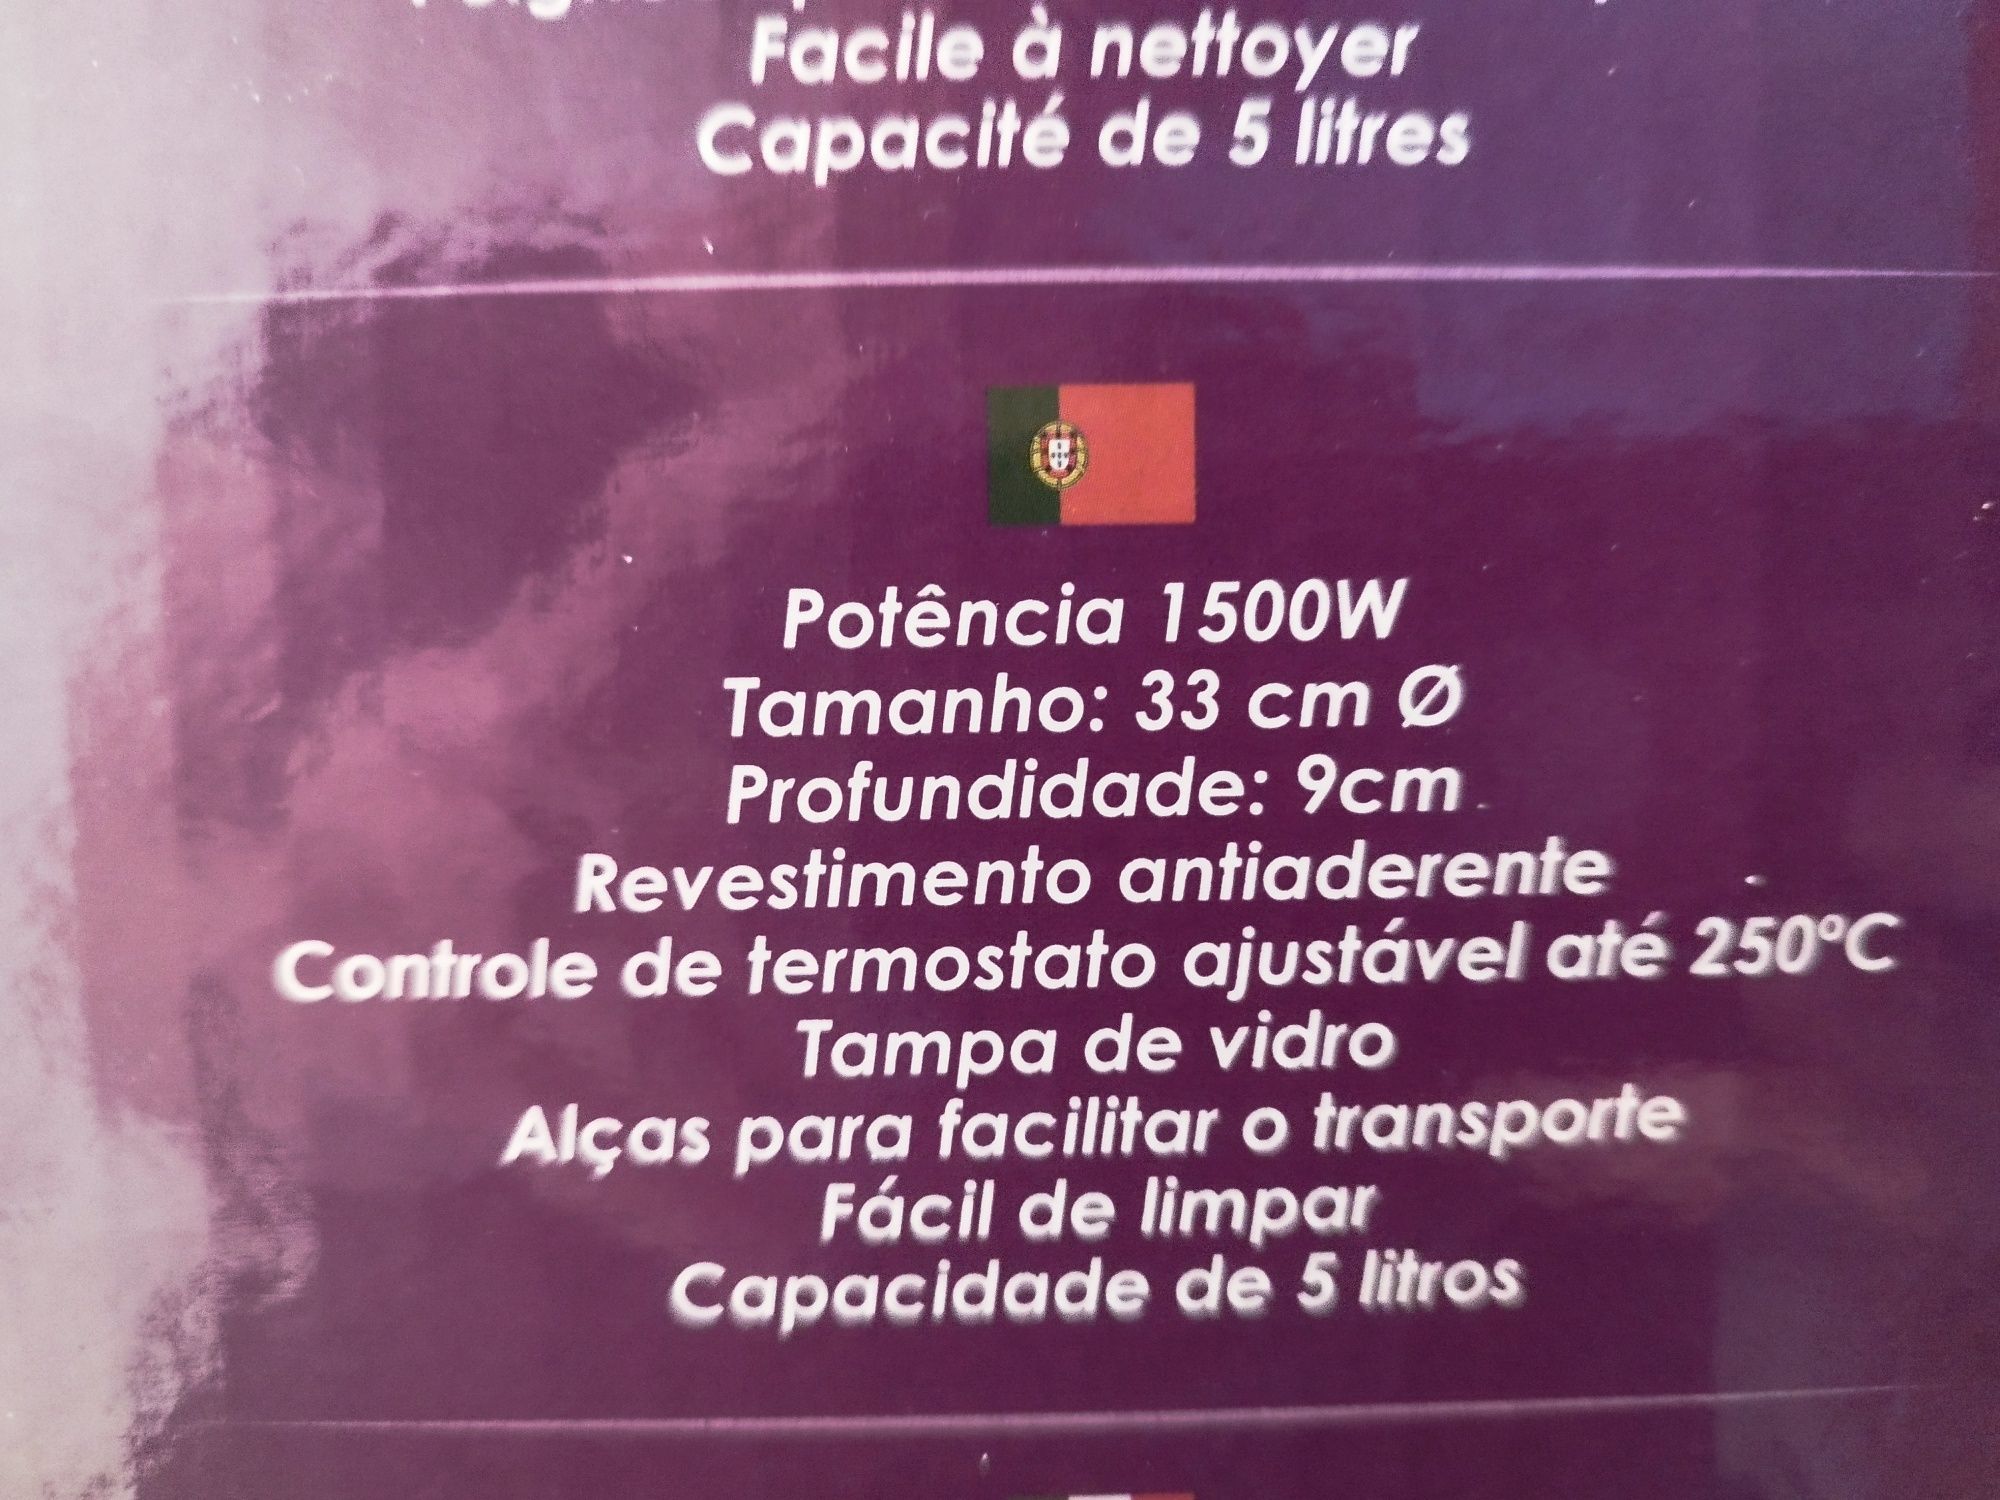 Facile à nettoyer
Capacité de 5 litres
Potência 1500W
Tamanho: 33 cm Ø
Profundidade: 9cm
Revestimento antiaderente
Controle de termostato ajustável até 250ºC
Tampa de vidro
Alças para facilitar o transporte
Fácil de limpar
Capacidade de 5 litros